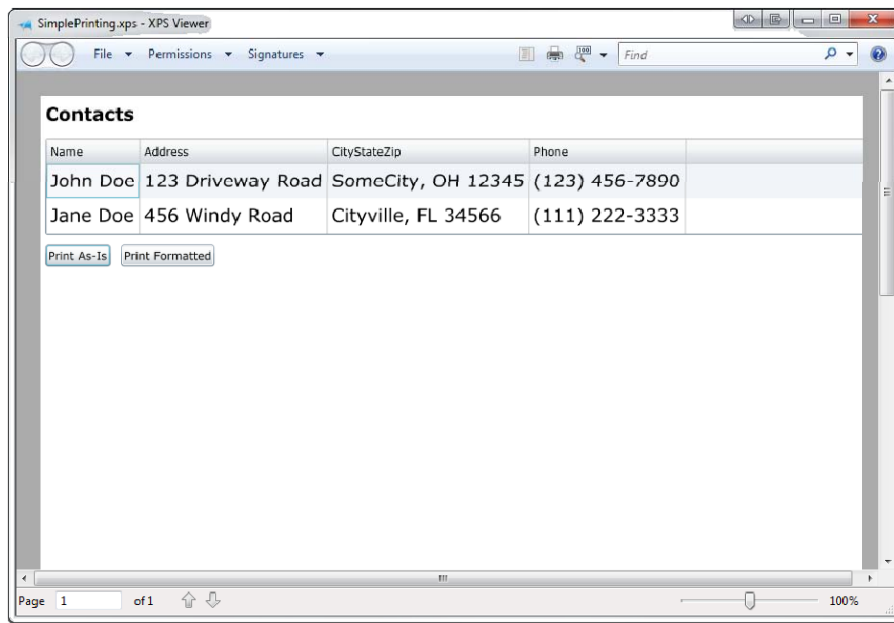 SimplePrinting.xps - XPS Viewer
File Permissions Signatures 100 Find
Contacts
Name Address CityStateZip Phone
John Doe 123 Driveway Road SomeCity, OH 12345 (123) 456-7890
Jane Doe 456 Windy Road Cityville, FL 34566 (111) 222-3333
Print As-Is Print Formatted
Page 1 of 1 100%